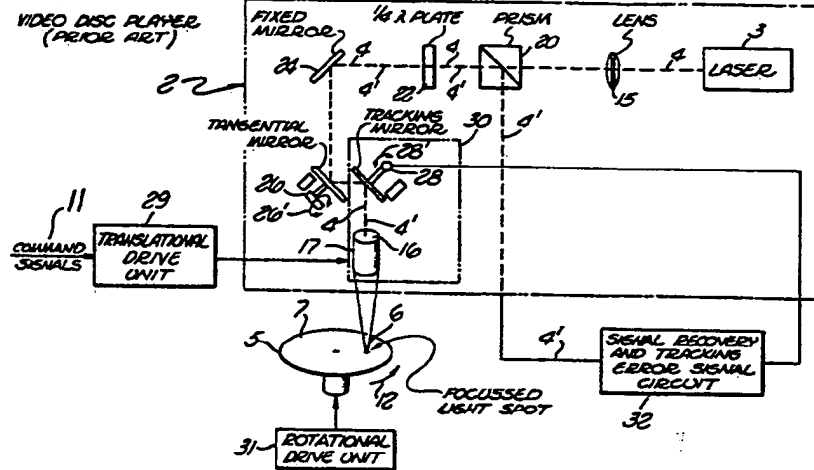 VIDEO DISC PLAYER
(PRIOR ART)
FIXED
MIRROR
1/4 λ PLATE
PRISM
LENS
3
LASER
4
4
4
20
24
4'
22
4'
15
2
4'
TANGENTIAL
MIRROR
TRACKING
MIRROR
30
28'
28
26
26'
4
4'
11
29
COMMAND
SIGNALS
TRANSLATIONAL
DRIVE
UNIT
17
16
7
6
5
12
FOCUSSED
LIGHT SPOT
4'
SIGNAL RECOVERY
AND TRACKING
ERROR SIGNAL
CIRCUIT
32
31
ROTATIONAL
DRIVE UNIT